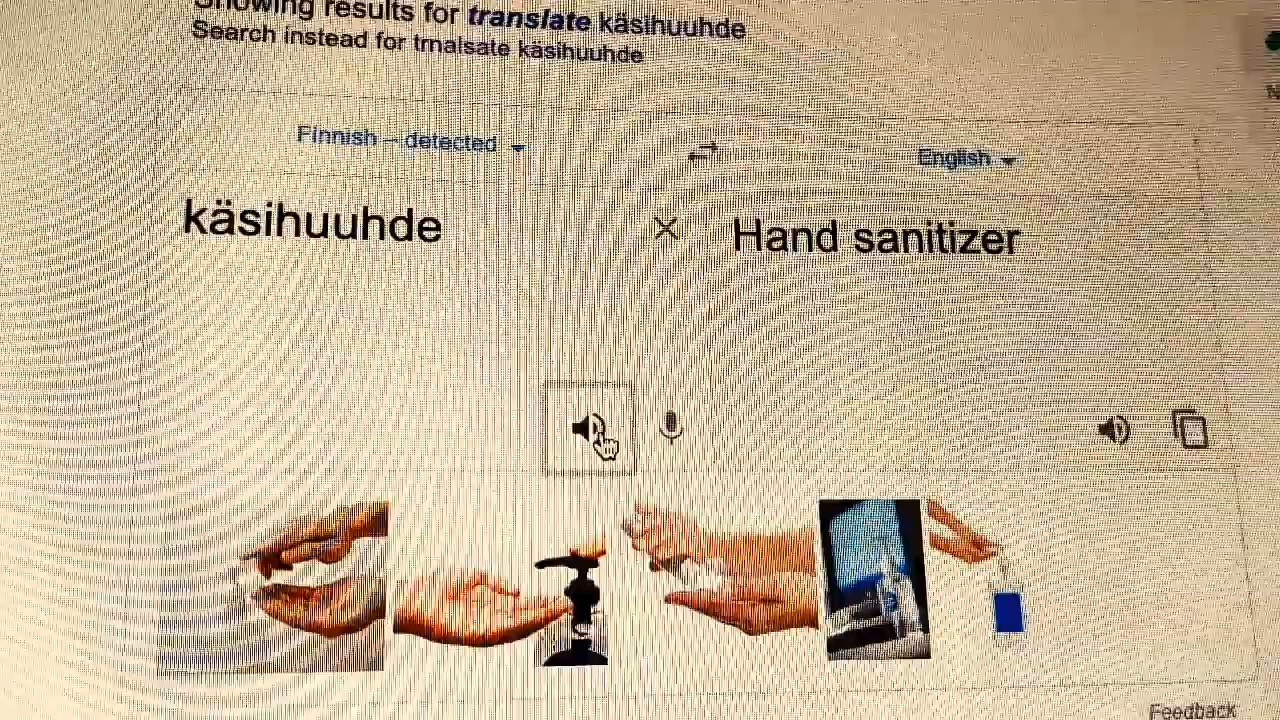 Showing results for translate käsihuuhde
Search instead for trnalsate käsihuuhde
Finnish – detected
English
käsihuuhde
Hand sanitizer
Feedback